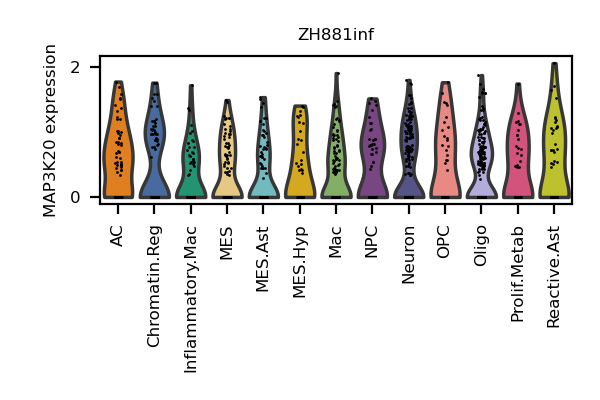 ZH881inf
MAP3K20 expression
2
0
AC
Chromatin.Reg
Inflammatory.Mac
MES
MES.Ast
MES.Hyp
Mac
NPC
Neuron
OPC
Oligo
Prolif.Metab
Reactive.Ast